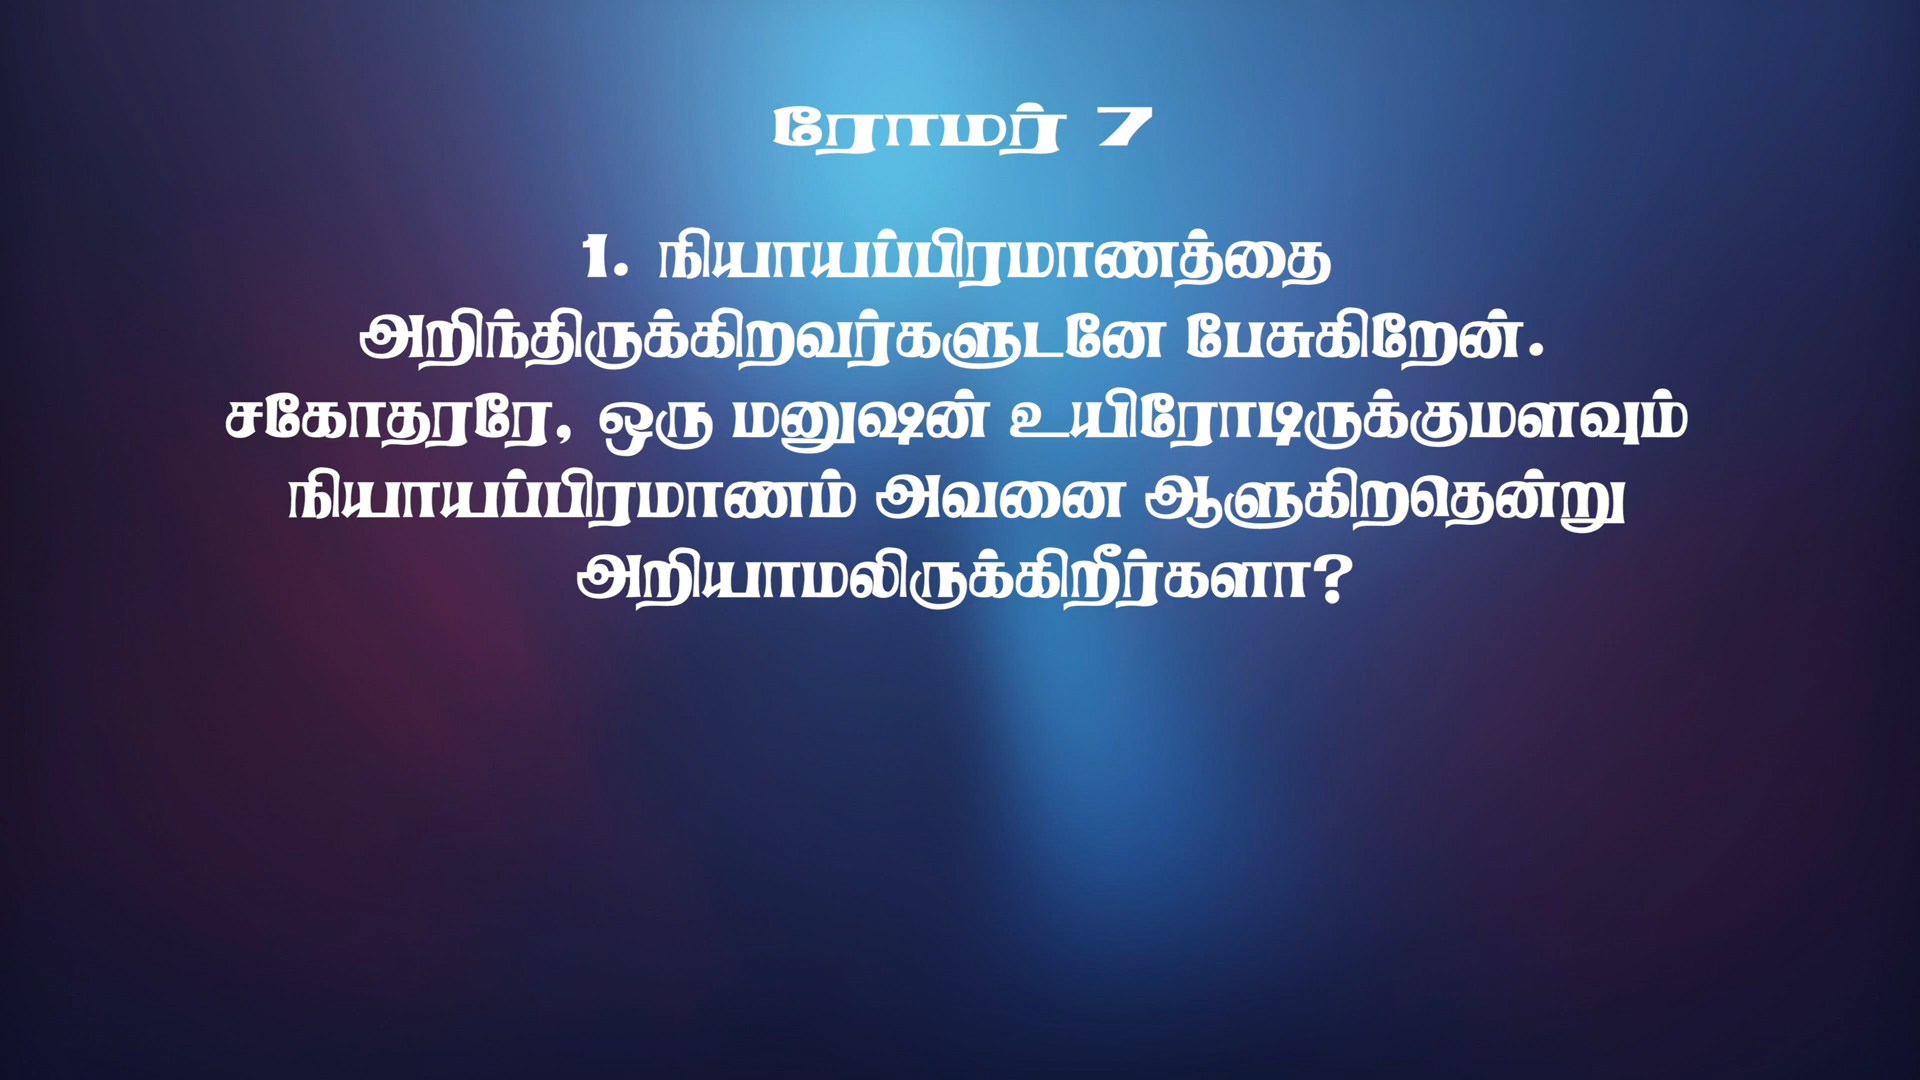 ரோமர் 7
1. நியாயப்பிரமாணத்தை
அறிந்திருக்கிறவர்களுடனே பேசுகிறேன்.
சகோதரரே, ஒரு மனுஷன் உயிரோடிருக்குமளவும்
நியாயப்பிரமாணம் அவனை ஆளுகிறதென்று
அறியாமலிருக்கிறீர்களா?